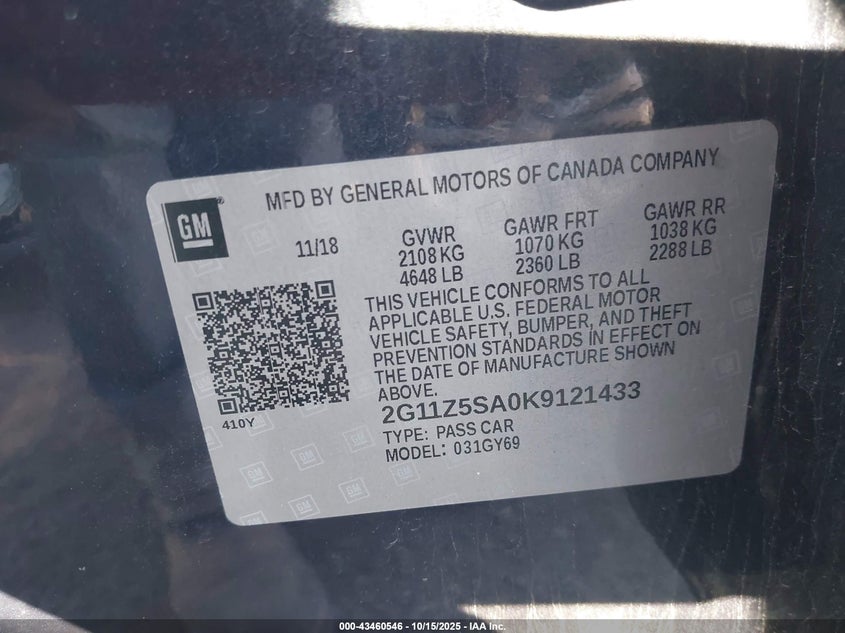 MFD BY GENERAL MOTORS OF CANADA COMPANY
GM
11/18
GVWR
2108 KG
4648 LB
GAWR FRT
1070 KG
2360 LB
GAWR RR
1038 KG
2288 LB
THIS VEHICLE CONFORMS TO ALL
APPLICABLE U.S. FEDERAL MOTOR
VEHICLE SAFETY, BUMPER, AND THEFT
PREVENTION STANDARDS IN EFFECT ON
THE DATE OF MANUFACTURE SHOWN
ABOVE.
410Y
2G11Z5SA0K9121433
TYPE: PASS CAR
MODEL: 031GY69
000-43460546 - 10/15/2025 - IAA Inc.